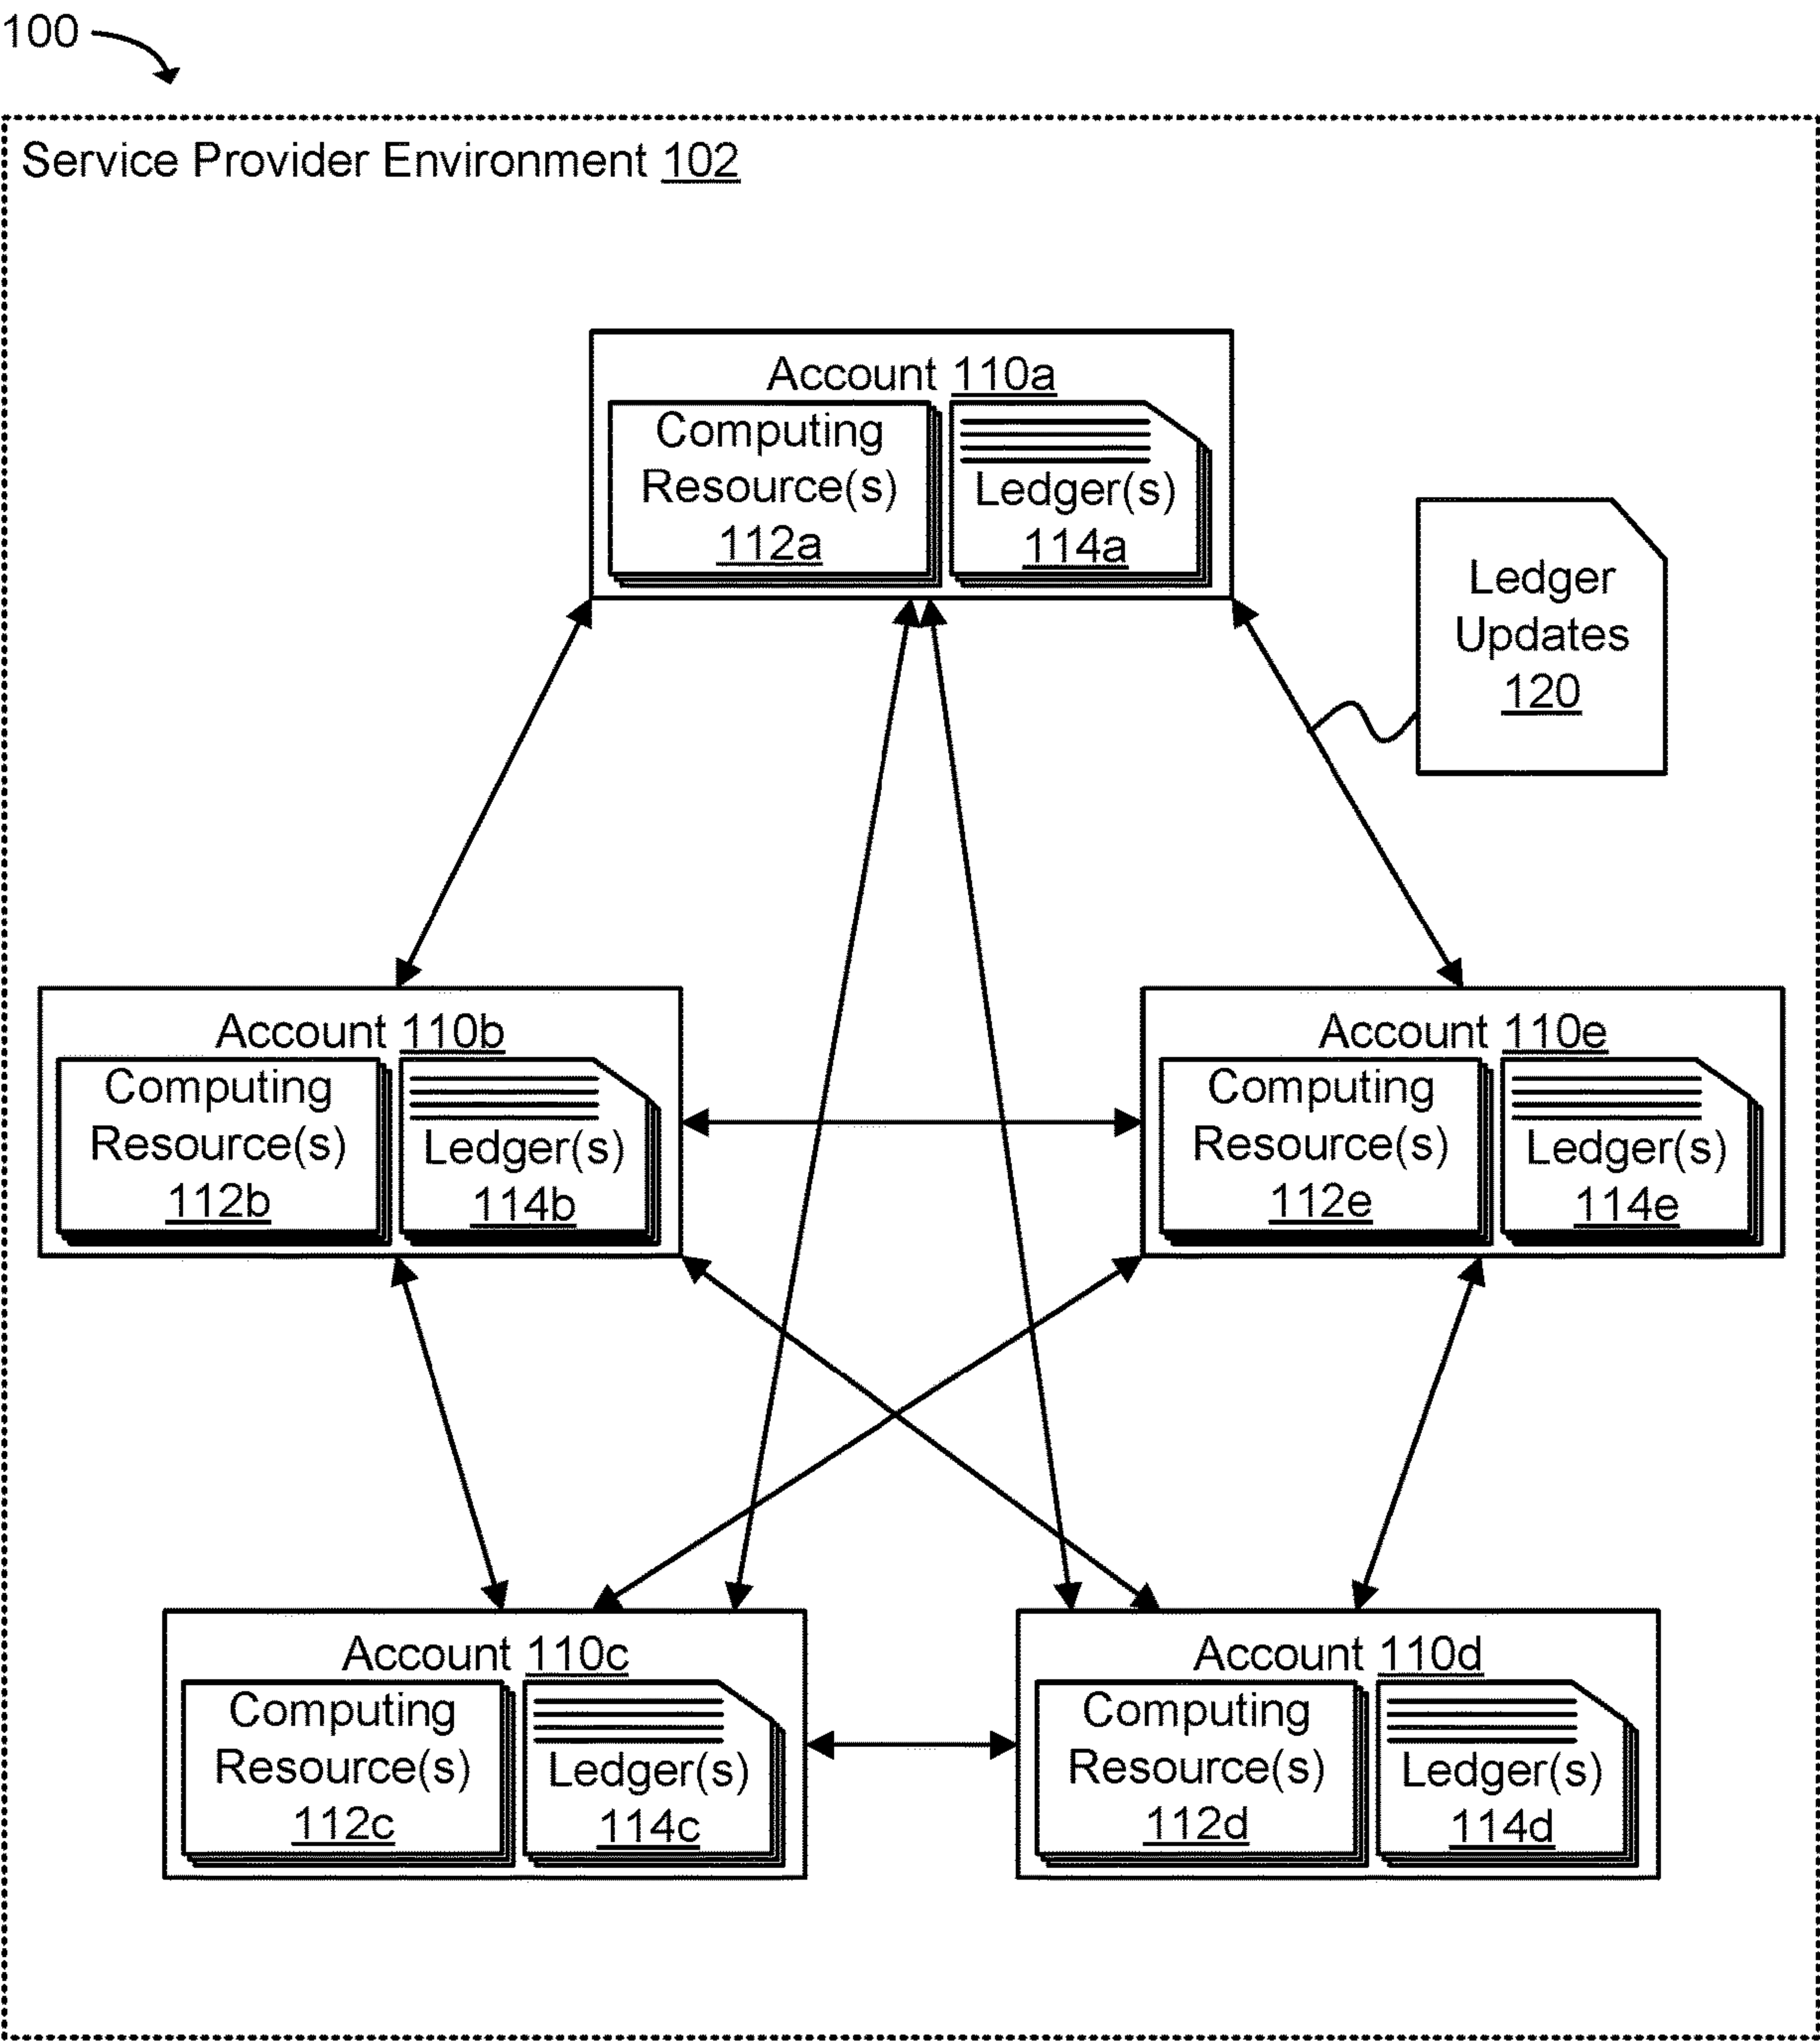 100
Service Provider Environment 102
Account 110a
Computing
Resource(s)
112a
Ledger(s)
114a
Ledger
Updates
120
Account 110b
Computing
Resource(s)
112b
Ledger(s)
114b
Account 110e
Computing
Resource(s)
112e
Ledger(s)
114e
Account 110c
Computing
Resource(s)
112c
Ledger(s)
114c
Account 110d
Computing
Resource(s)
112d
Ledger(s)
114d